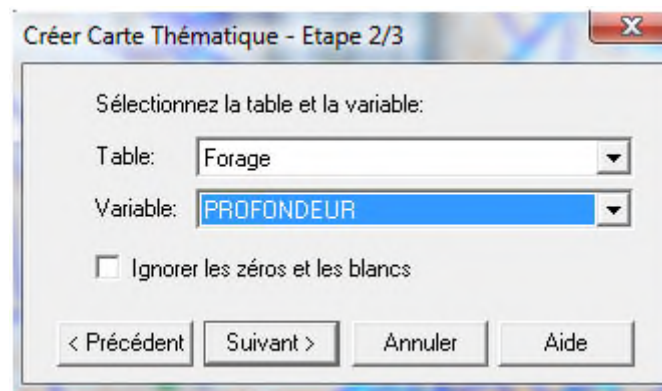 Créer Carte Thématique - Etape 2/3
Sélectionnez la table et la variable:
Table: Forage
Variable: PROFONDEUR
Ignorer les zéros et les blancs
< Précédent Suivant > Annuler Aide